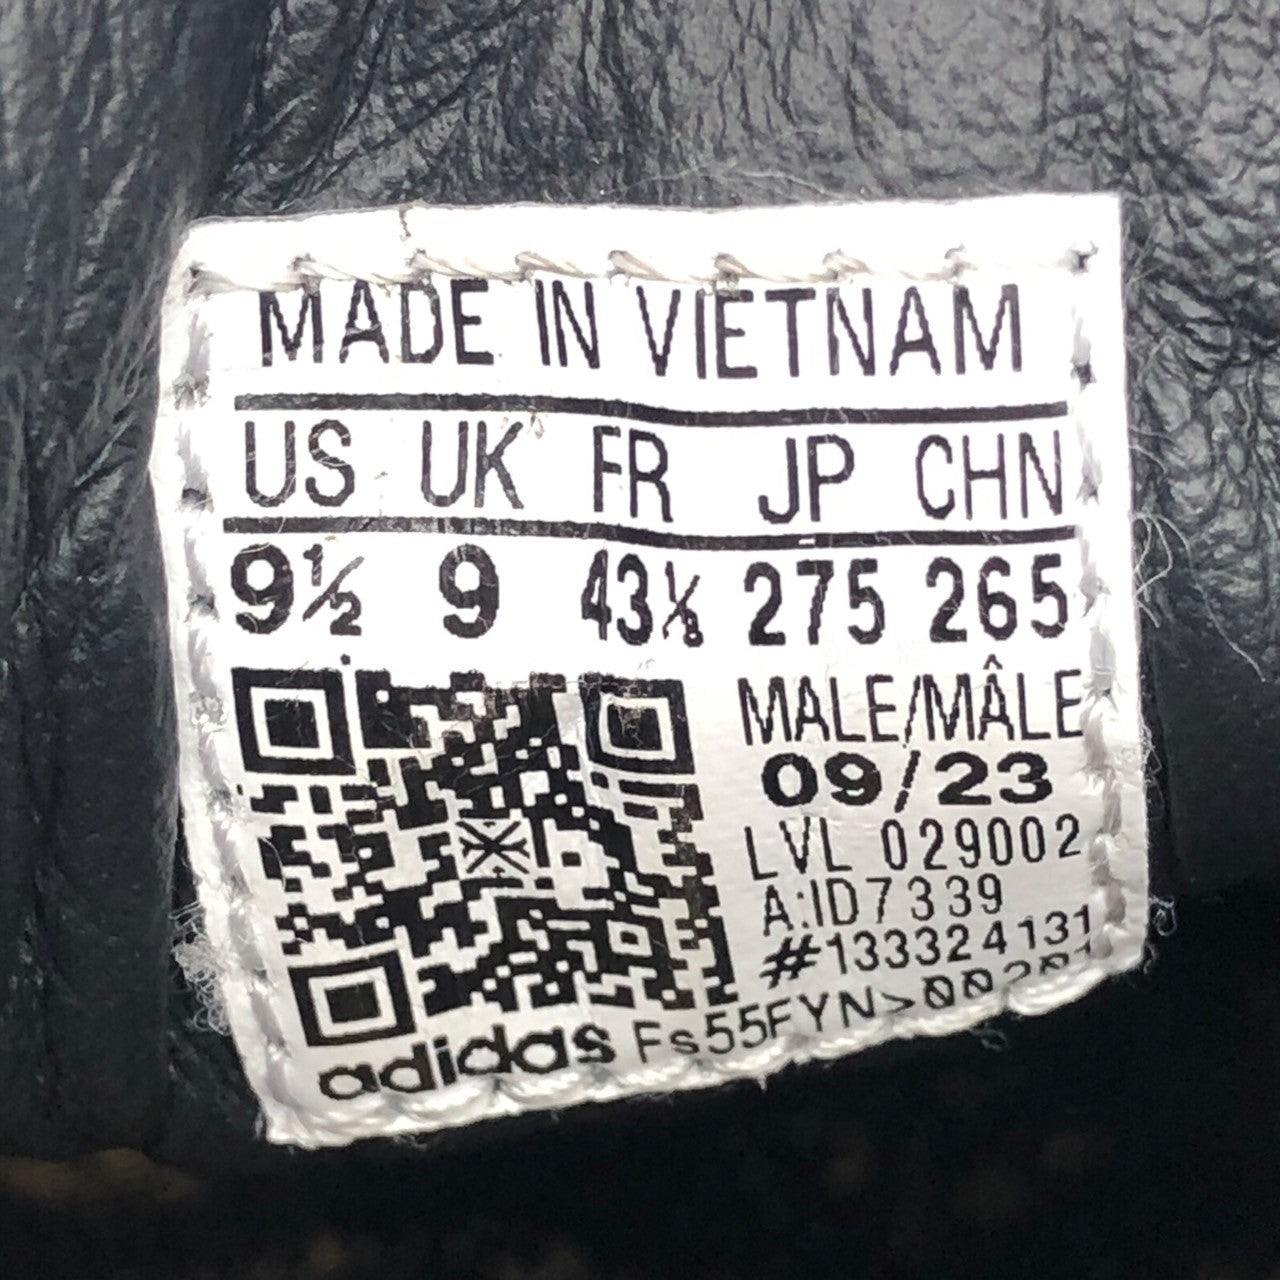 MADE IN VIETNAM
US UK FR JP CHN
9½ 9 43⅓ 275 265
MALE/MÂLE
09/23
LVL 029002
A:ID7339
#133324131
adidas Fs55FYN>00201